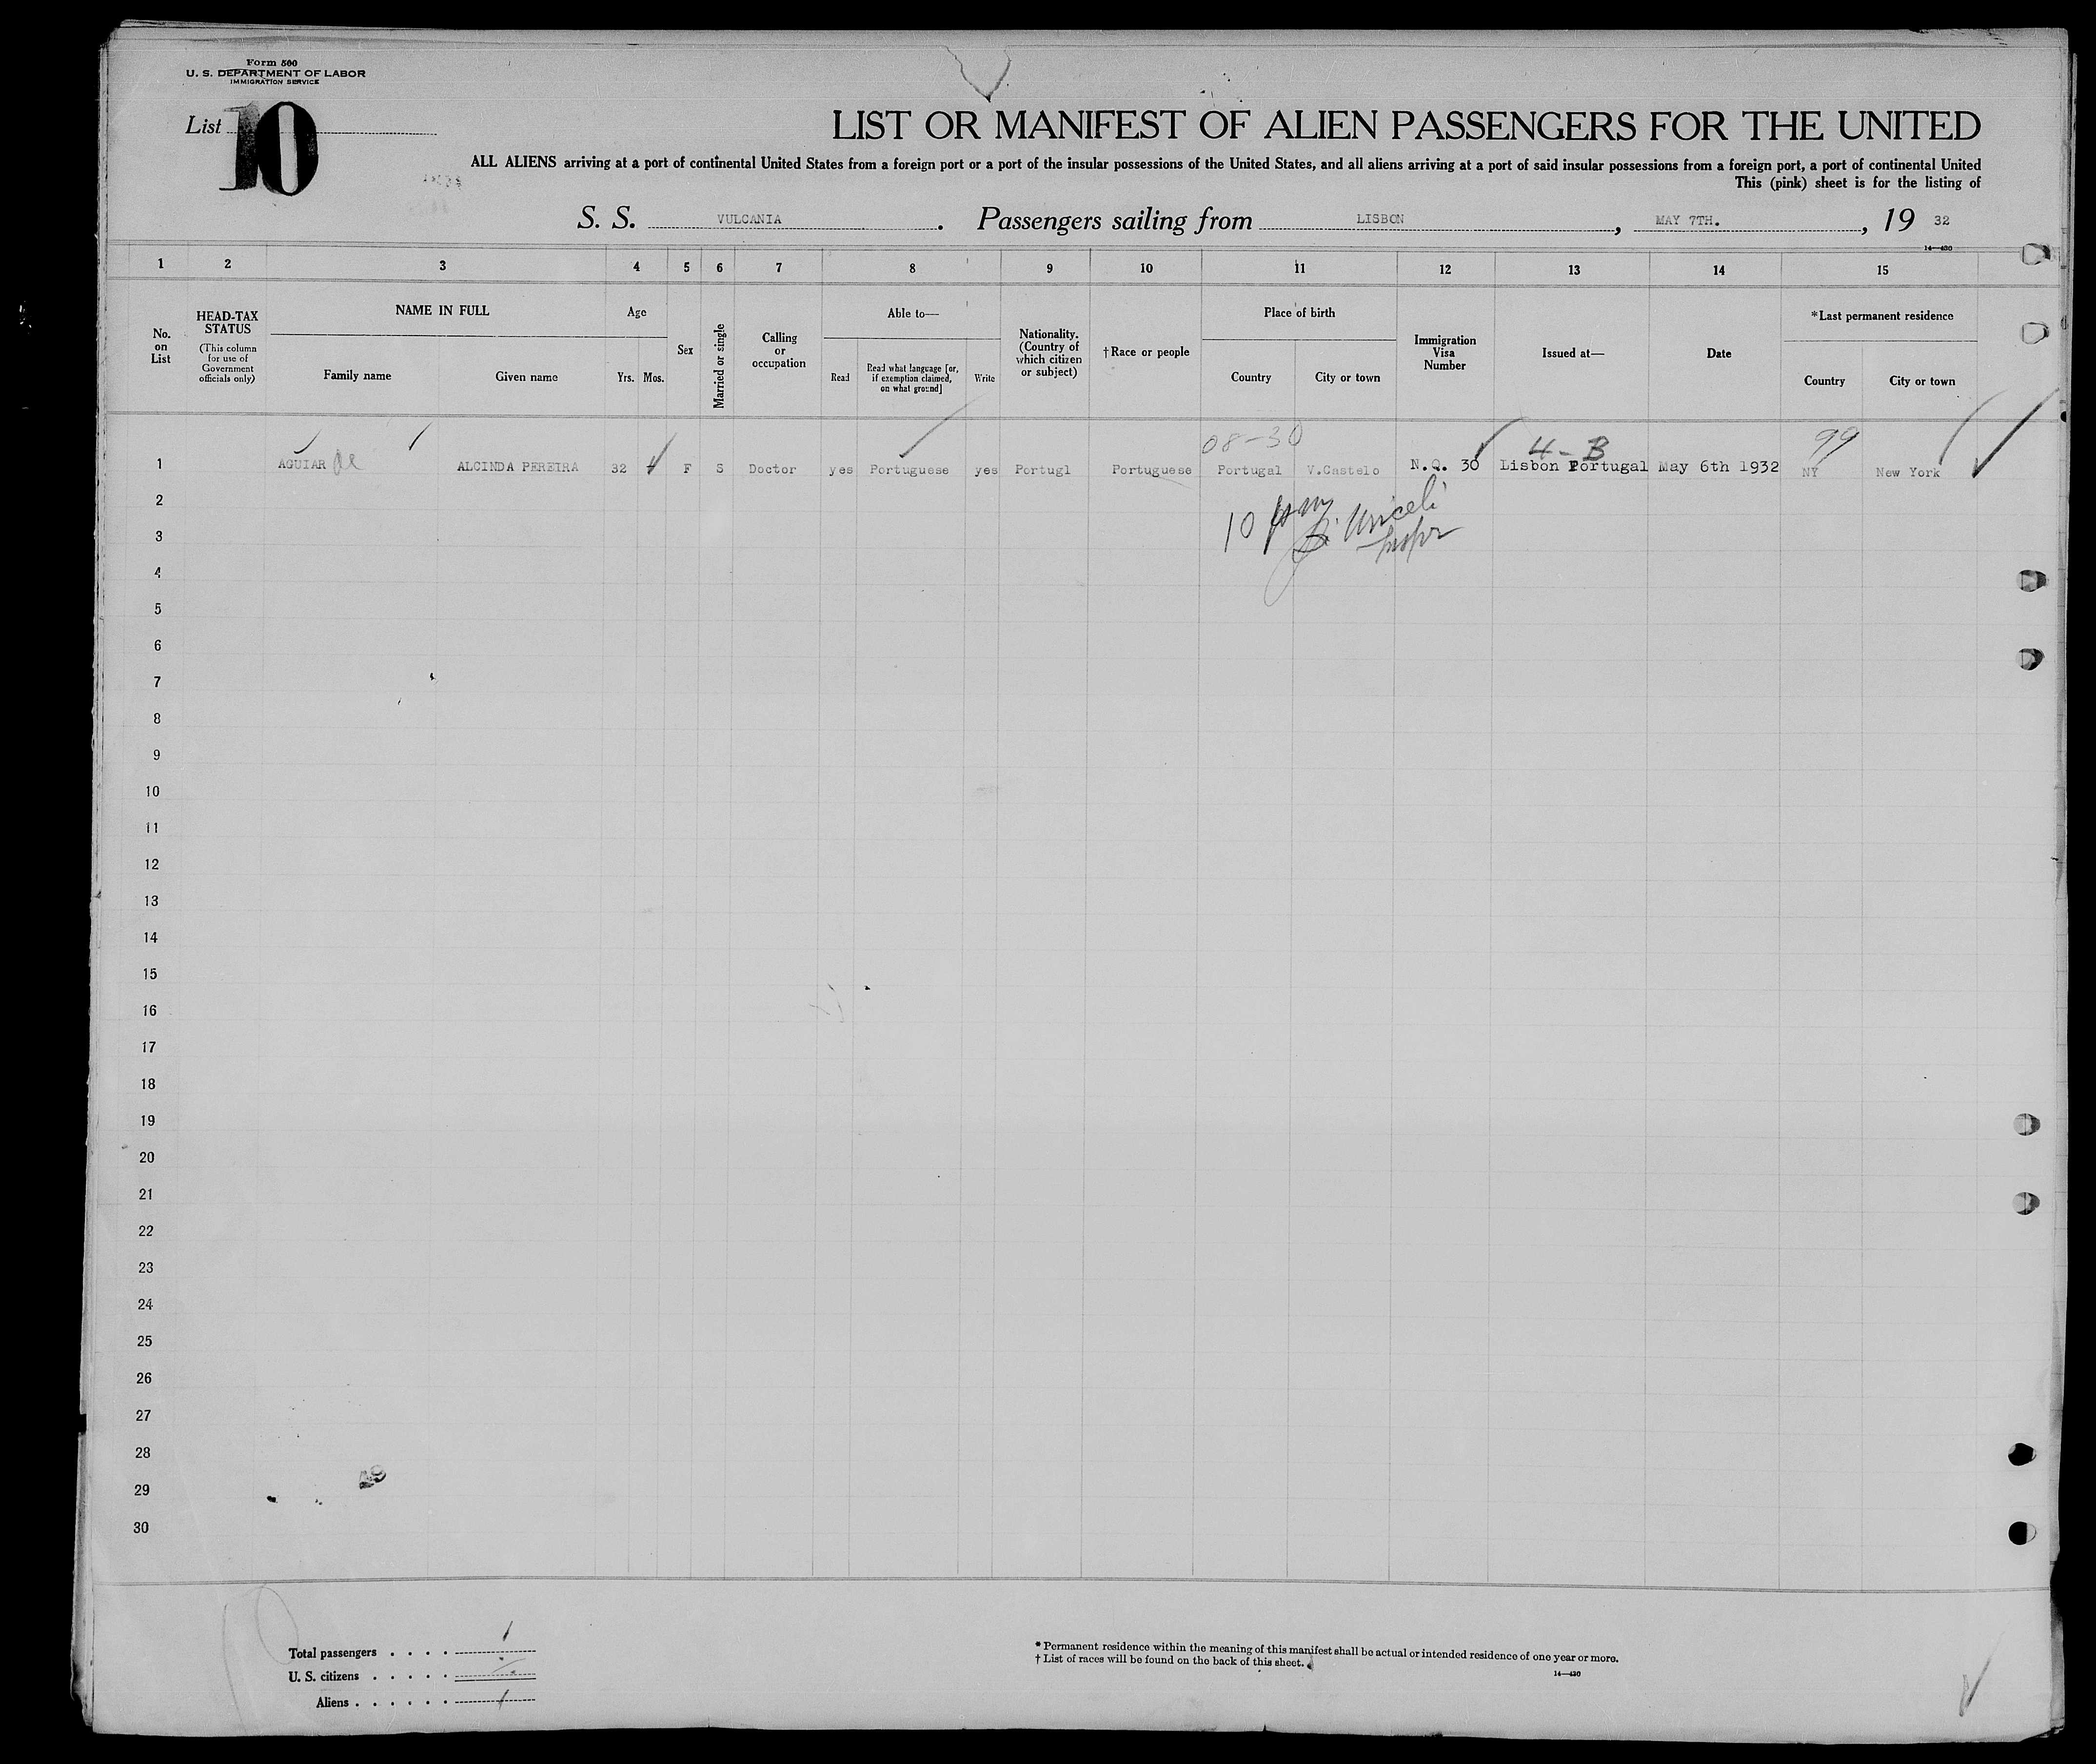 Form 500
U. S. DEPARTMENT OF LABOR
IMMIGRATION SERVICE
List 10
LIST OR MANIFEST OF ALIEN PASSENGERS FOR THE UNITED
ALL ALIENS arriving at a port of continental United States from a foreign port or a port of the insular possessions of the United States, and all aliens arriving at a port of said insular possessions from a foreign port, a port of continental United
This (pink) sheet is for the listing of
S. S. VULCANIA. Passengers sailing from LISBON, MAY 7TH., 19 32
14—430
1 2 3 4 5 6 7 8 9 10 11 12 13 14 15
No. on List
HEAD-TAX STATUS
(This column for use of Government officials only)
NAME IN FULL
Family name Given name
Age
Yrs. Mos.
Sex
Married or single
Calling or occupation
Able to—
Read
Read what language [or, if exemption claimed, on what ground]
Write
Nationality. (Country of which citizen or subject)
†Race or people
Place of birth
Country City or town
Immigration Visa Number
Issued at—
Date
*Last permanent residence
Country City or town
08-30 4-B 99
1 AGUIAR de ALCINDA PEREIRA 32 F S Doctor yes Portuguese yes Portugl Portuguese Portugal V.Castelo N.Q. 30 Lisbon Portugal May 6th 1932 NY New York
2
10
3
4
5
6
7
8
9
10
11
12
13
14
15
16
17
18
19
20
21
22
23
24
25
26
27
28
29
30
10
Total passengers . . . . 1
U. S. citizens . . . . .
Aliens . . . . . . 1
* Permanent residence within the meaning of this manifest shall be actual or intended residence of one year or more.
† List of races will be found on the back of this sheet.
14—430